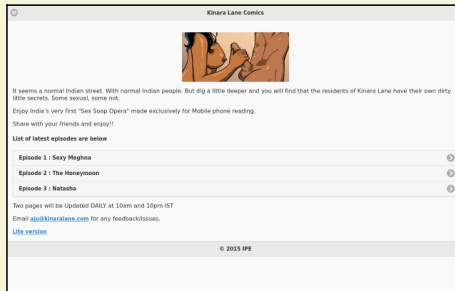 Kinara Lane Comics
It seems a normal Indian street. With normal Indian people. But dig a little deeper and you will find that the residents of Kinara Lane have their own dirty
little secrets. Some sexual, some not.
Enjoy India's very first "Sex Soap Opera" made exclusively for Mobile phone reading.
Share with your friends and enjoy!!
List of latest episodes are below
Episode 1 : Sexy Meghna
Episode 2 : The Honeymoon
Episode 3 : Natasha
Two pages will be Updated DAILY at 10am and 10pm IST
Email aju@kinaralane.com for any feedback/issues.
Lite version
© 2015 IPE